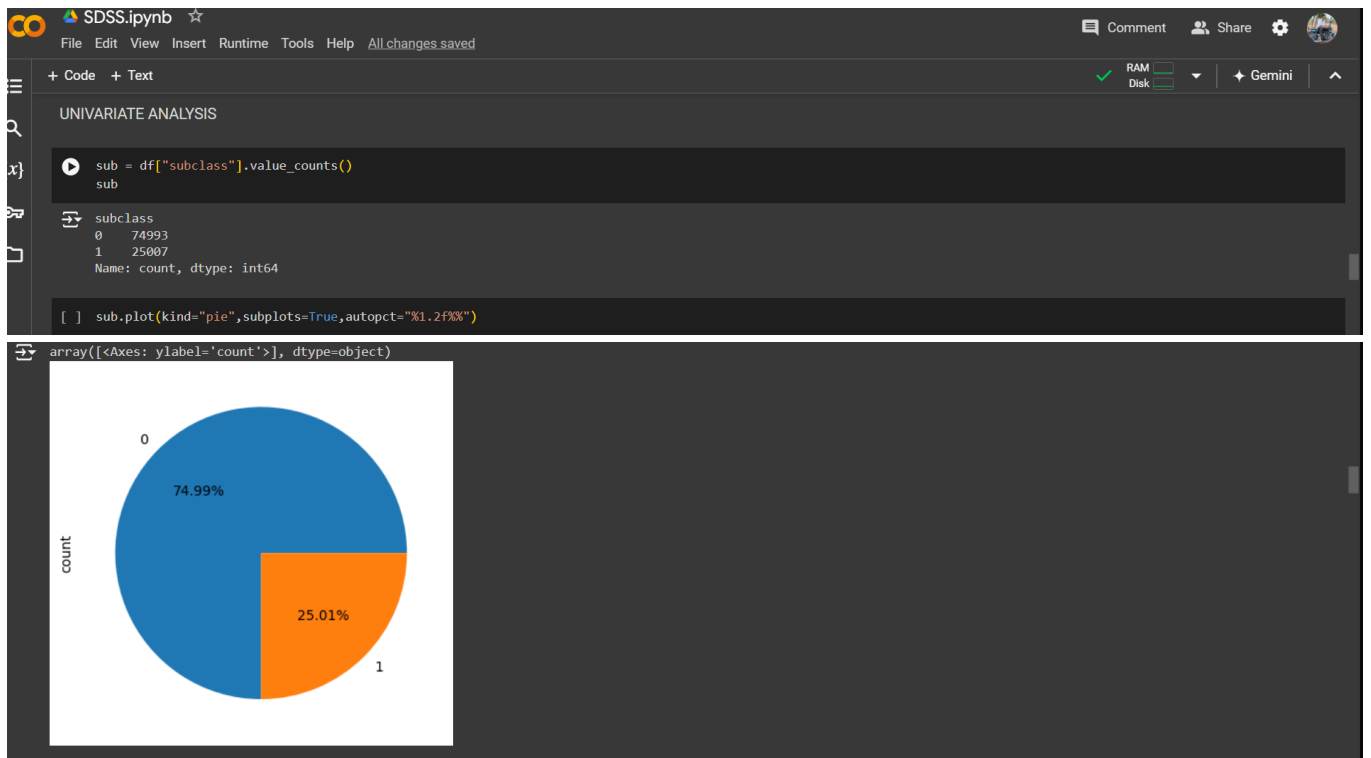 SDSS.ipynb
Comment Share
File Edit View Insert Runtime Tools Help All changes saved
+ Code + Text
RAM
Disk
Gemini
UNIVARIATE ANALYSIS
{x}
sub = df["subclass"].value_counts()
sub
subclass
0 74993
1 25007
Name: count, dtype: int64
[ ] sub.plot(kind="pie",subplots=True,autopct="%1.2f%%")
array([<Axes: ylabel='count'>], dtype=object)
0
74.99%
count
25.01%
1